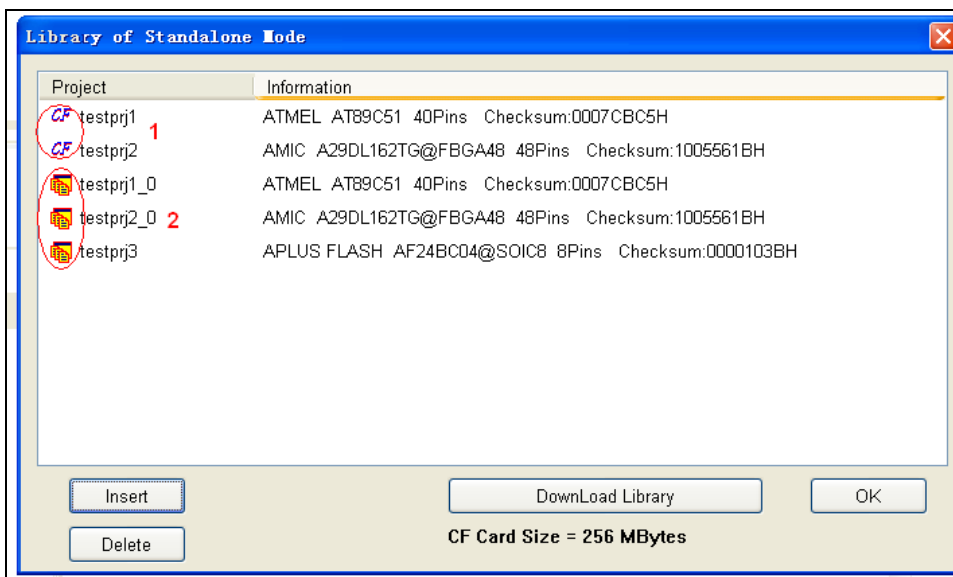 Library of Standalone Mode
Project Information
CF testprj1 ATMEL AT89C51 40Pins Checksum:0007CBC5H
1
CF testprj2 AMIC A29DL162TG@FBGA48 48Pins Checksum:1005561BH
testprj1_0 ATMEL AT89C51 40Pins Checksum:0007CBC5H
testprj2_0 2 AMIC A29DL162TG@FBGA48 48Pins Checksum:1005561BH
testprj3 APLUS FLASH AF24BC04@SOIC8 8Pins Checksum:0000103BH
Insert DownLoad Library OK
Delete CF Card Size = 256 MBytes